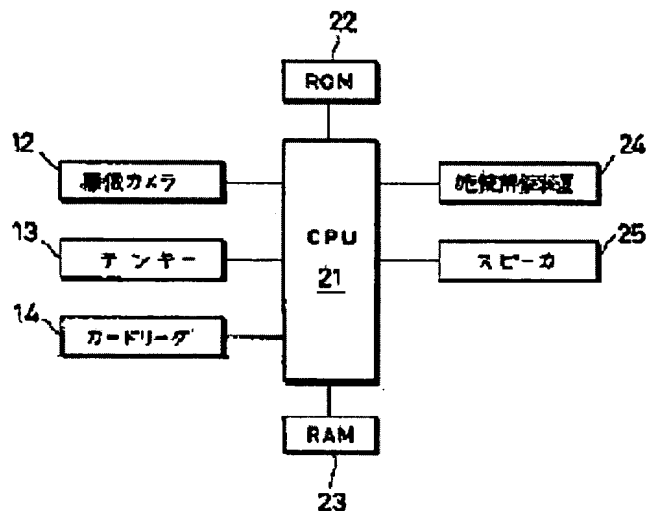 22
ROM
12
撮像カメラ
24
施錠解錠装置
CPU
21
13
テンキー
25
スピーカ
14
カードリーダ
RAM
23